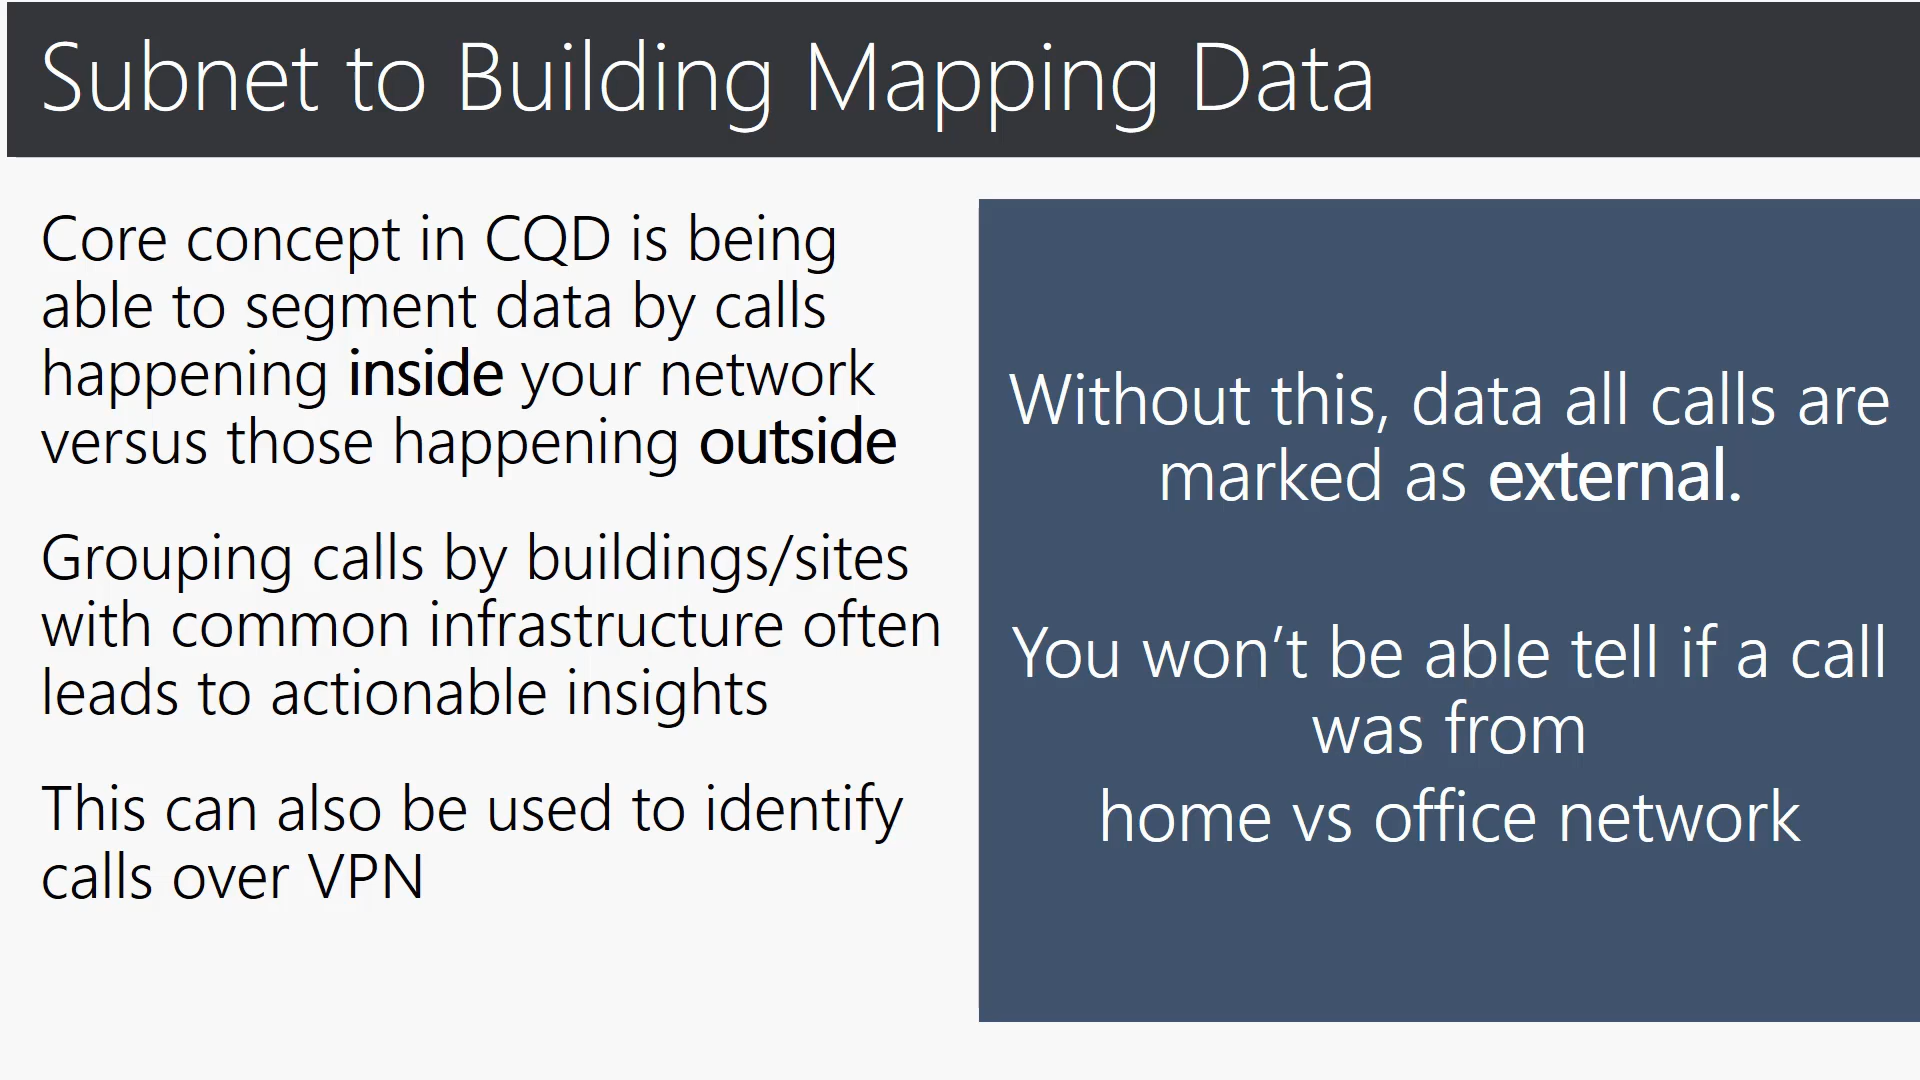 Subnet to Building Mapping Data
Core concept in CQD is being
able to segment data by calls
happening inside your network
versus those happening outside
Grouping calls by buildings/sites
with common infrastructure often
leads to actionable insights
This can also be used to identify
calls over VPN
Without this, data all calls are
marked as external.
You won’t be able tell if a call
was from
home vs office network